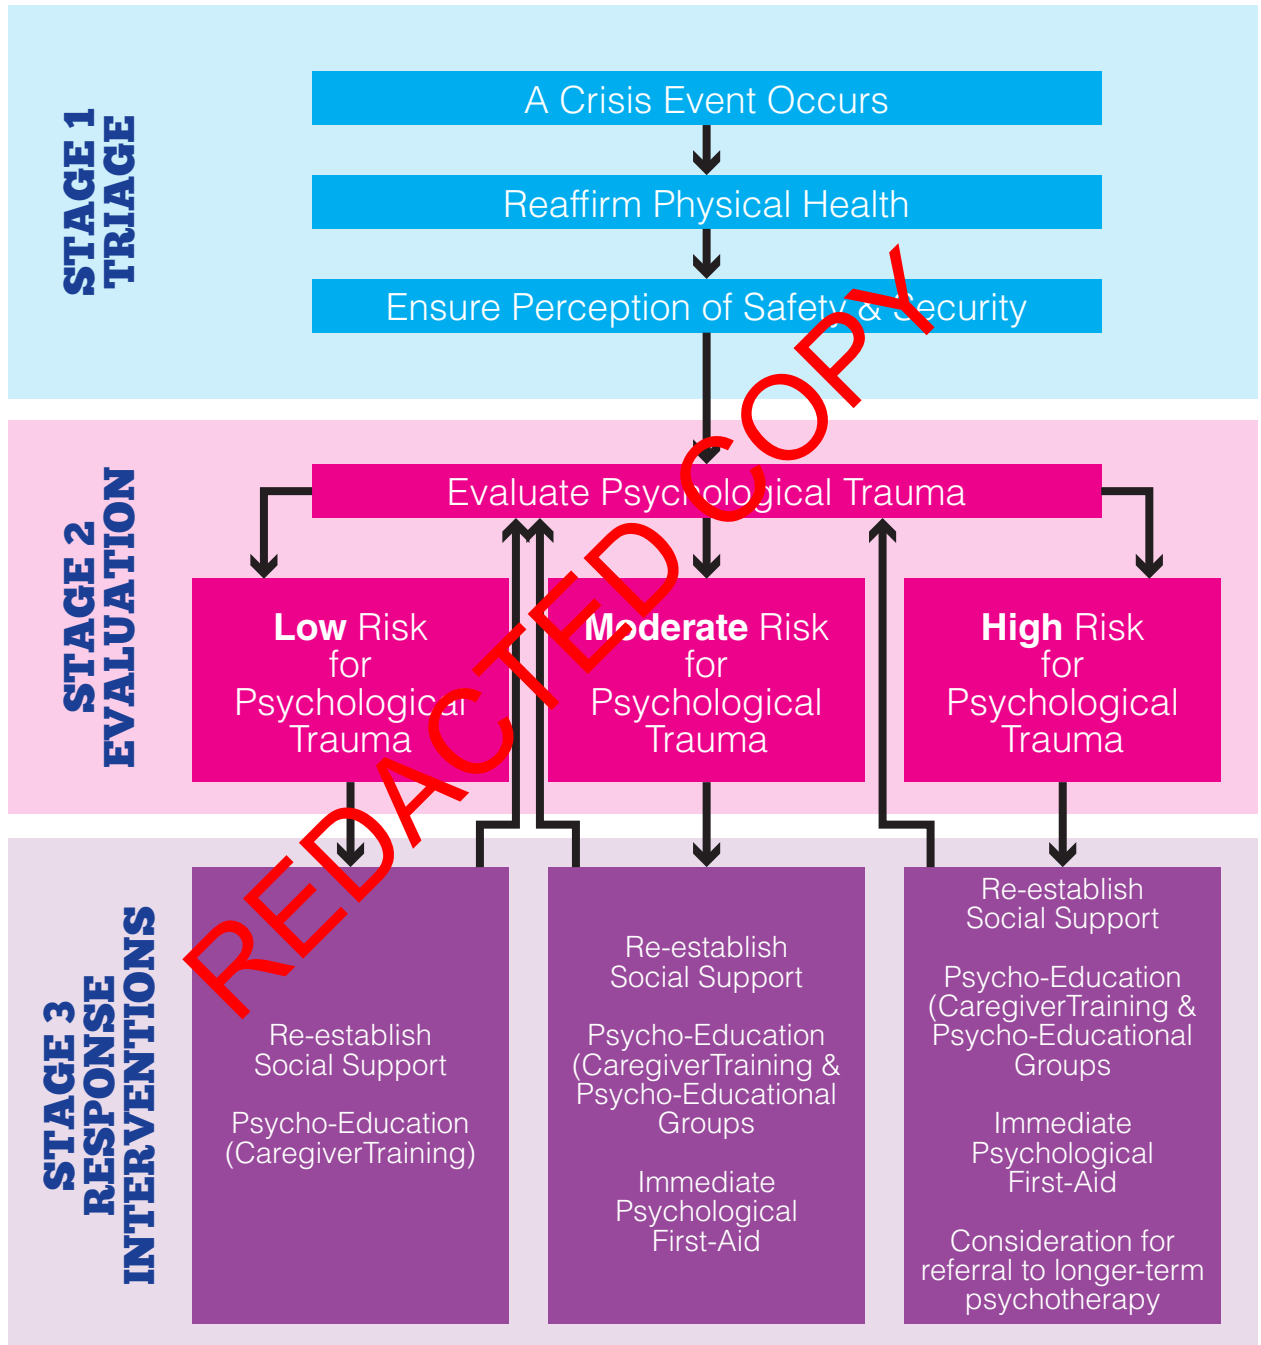 STAGE 1
TRIAGE
A Crisis Event Occurs
Reaffirm Physical Health
Ensure Perception of Safety & Security
STAGE 2
EVALUATION
Evaluate Psychological Trauma
Low Risk
for
Psychological
Trauma
Moderate Risk
for
Psychological
Trauma
High Risk
for
Psychological
Trauma
STAGE 3
RESPONSE
INTERVENTIONS
Re-establish
Social Support
Psycho-Education
(CaregiverTraining)
Re-establish
Social Support
Psycho-Education
(CaregiverTraining &
Psycho-Educational
Groups
Immediate
Psychological
First-Aid
Re-establish
Social Support
Psycho-Education
(CaregiverTraining &
Psycho-Educational
Groups
Immediate
Psychological
First-Aid
Consideration for
referral to longer-term
psychotherapy
REDACTED COPY